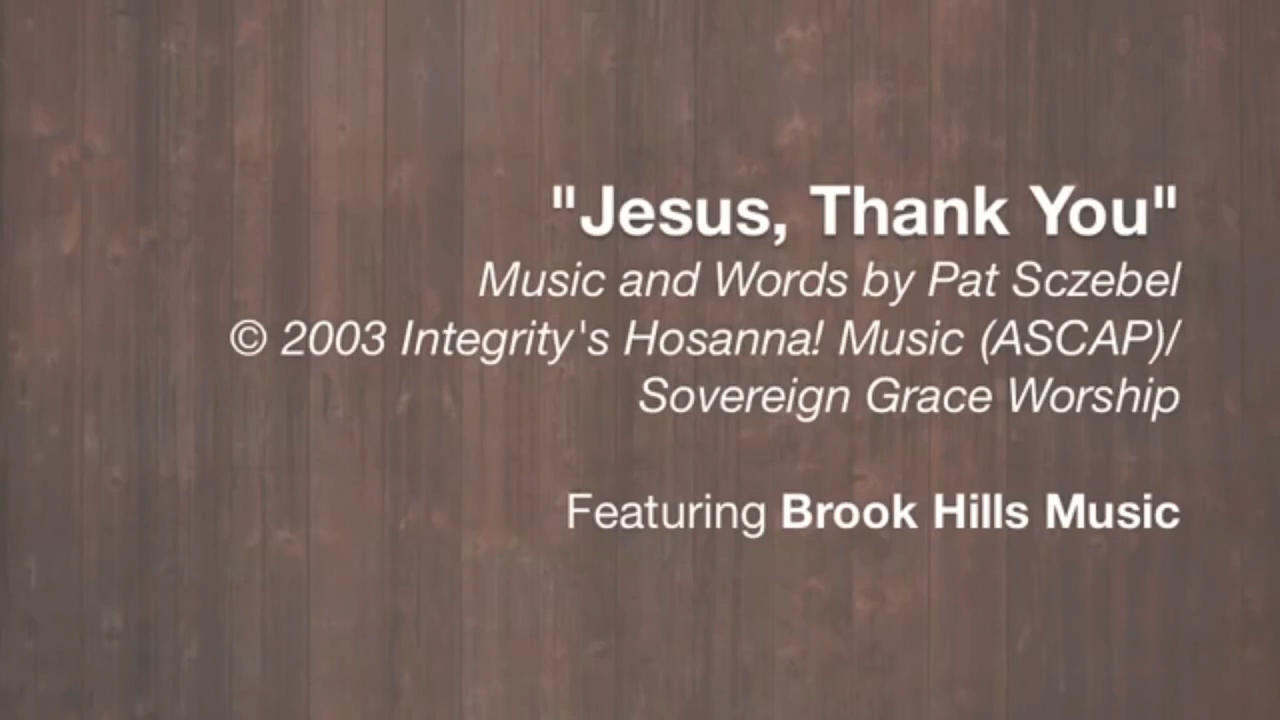 "Jesus, Thank You"
Music and Words by Pat Sczebel
© 2003 Integrity's Hosanna! Music (ASCAP)/
Sovereign Grace Worship
Featuring Brook Hills Music